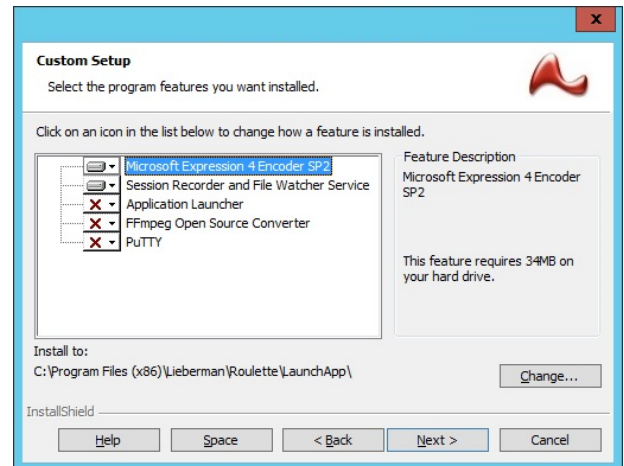 x
Custom Setup
Select the program features you want installed.
Click on an icon in the list below to change how a feature is installed.
Microsoft Expression 4 Encoder SP2
Session Recorder and File Watcher Service
Application Launcher
FFmpeg Open Source Converter
PuTTY
Feature Description
Microsoft Expression 4 Encoder
SP2
This feature requires 34MB on
your hard drive.
Install to:
C:\Program Files (x86)\Lieberman\Roulette\LaunchApp\
Change...
InstallShield
Help
Space
< Back
Next >
Cancel